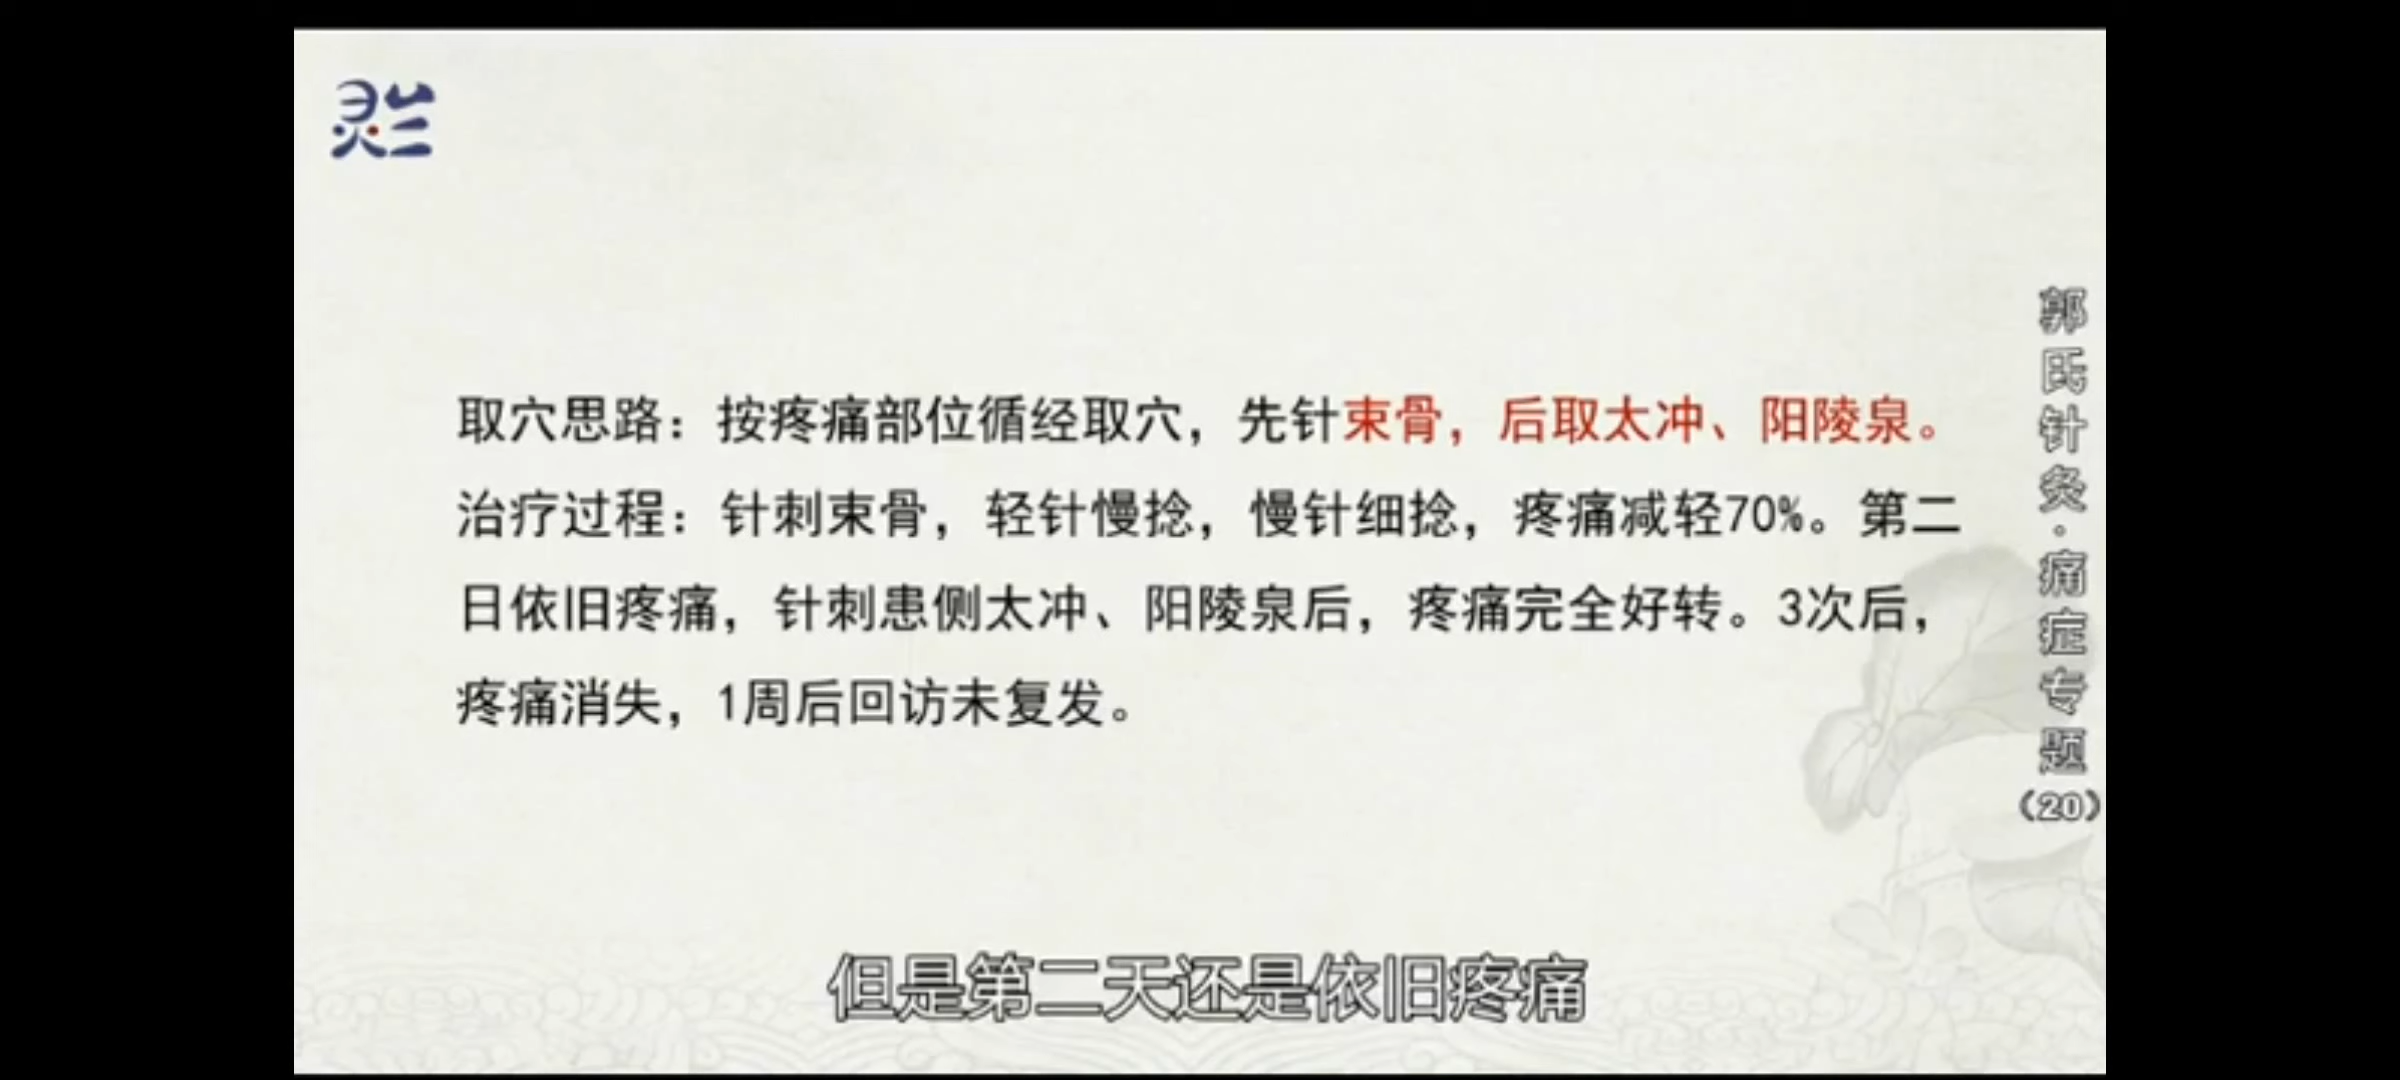 取穴思路：按疼痛部位循经取穴，先针束骨，后取太冲、阳陵泉。
治疗过程：针刺束骨，轻针慢捻，慢针细捻，疼痛减轻70%。第二
日依旧疼痛，针刺患侧太冲、阳陵泉后，疼痛完全好转。3次后，
疼痛消失，1周后回访未复发。
郭氏针灸·痛症专题（20）
但是第二天还是依旧疼痛